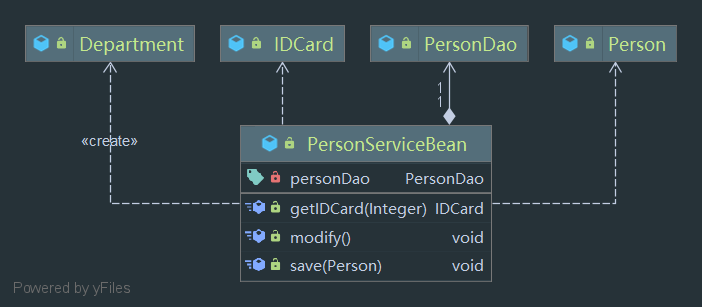 Department
IDCard
PersonDao
Person
1
1
«create»
PersonServiceBean
personDao PersonDao
getIDCard(Integer) IDCard
modify() void
save(Person) void
Powered by yFiles